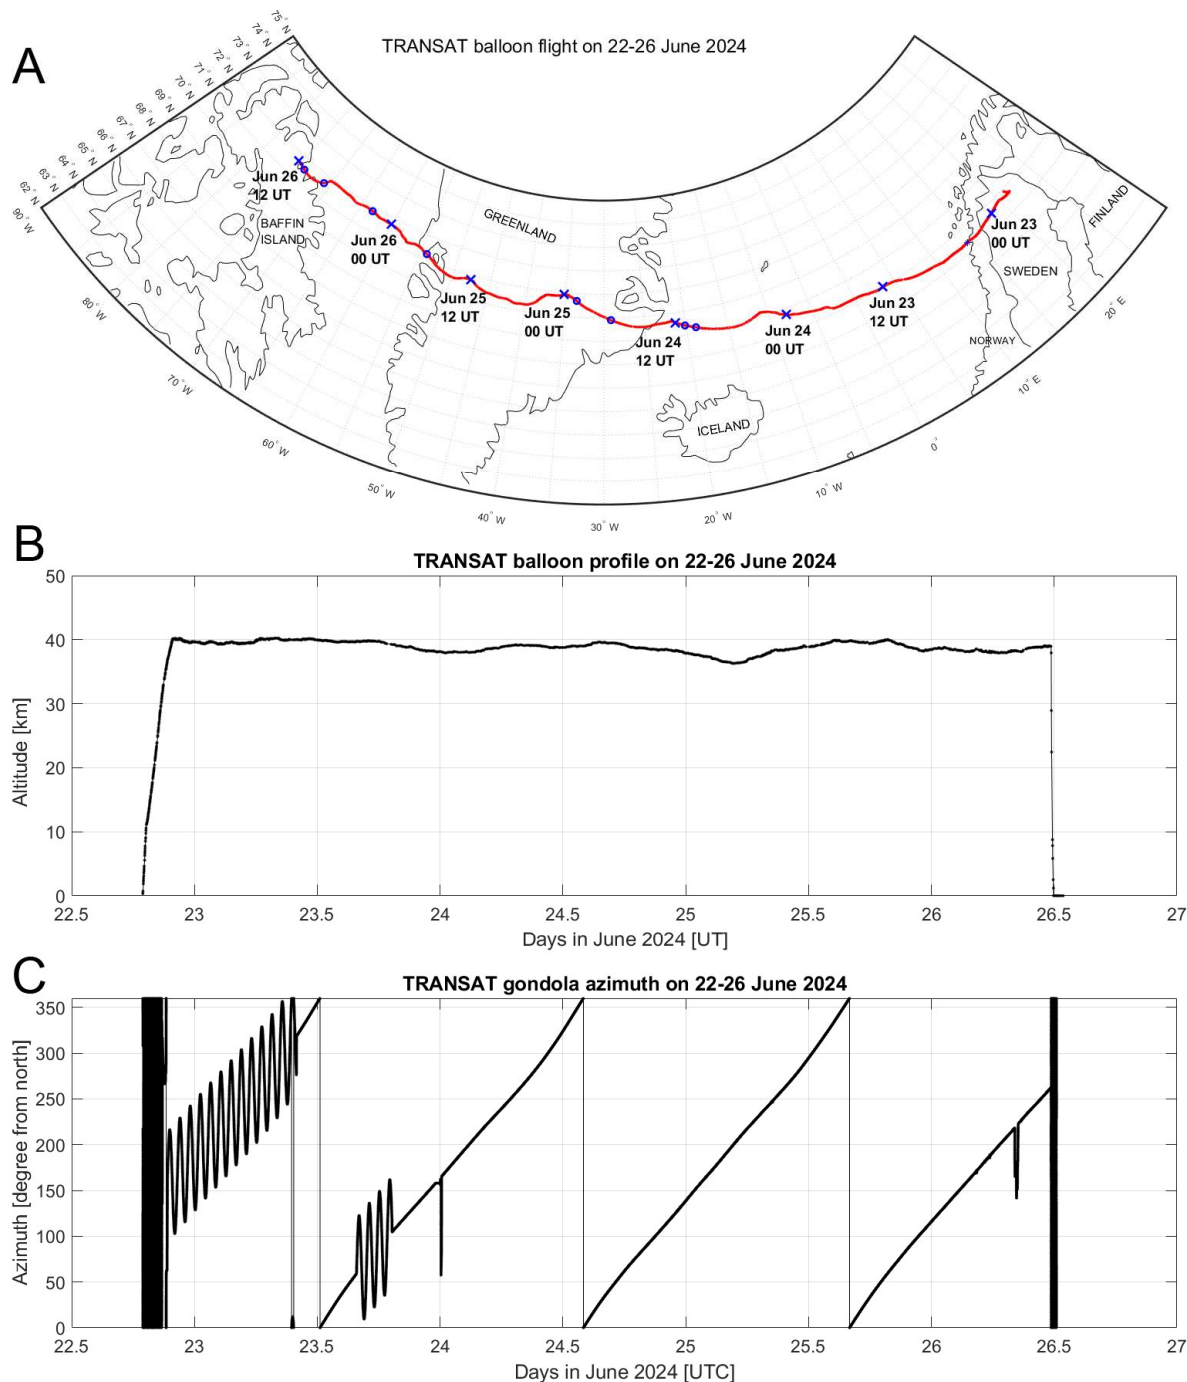 A
TRANSAT balloon flight on 22-26 June 2024
75° N
74° N
73° N
72° N
71° N
70° N
69° N
68° N
67° N
66° N
65° N
64° N
63° N
62° N
90° W
80° W
70° W
60° W
50° W
40° W
30° W
20° W
10° W
0°
10° E
20° E
Jun 26
12 UT
BAFFIN
ISLAND
Jun 26
00 UT
GREENLAND
Jun 25
12 UT
Jun 25
00 UT
Jun 24
12 UT
ICELAND
Jun 24
00 UT
Jun 23
12 UT
Jun 23
00 UT
FINLAND
SWEDEN
NORWAY
B
TRANSAT balloon profile on 22-26 June 2024
Altitude [km]
50
40
30
20
10
0
22.5 23 23.5 24 24.5 25 25.5 26 26.5 27
Days in June 2024 [UT]
C
TRANSAT gondola azimuth on 22-26 June 2024
Azimuth [degree from north]
350
300
250
200
150
100
50
0
22.5 23 23.5 24 24.5 25 25.5 26 26.5 27
Days in June 2024 [UTC]